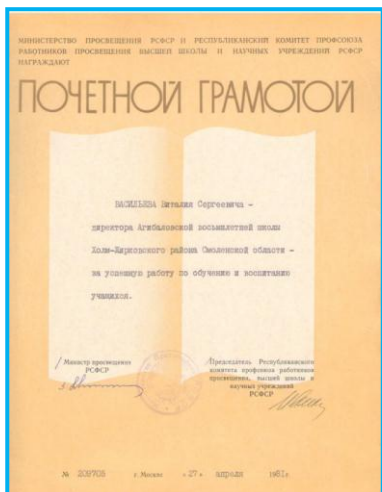 МИНИСТЕРСТВО ПРОСВЕЩЕНИЯ РСФСР И РЕСПУБЛИКАНСКИЙ КОМИТЕТ ПРОФСОЮЗА
РАБОТНИКОВ ПРОСВЕЩЕНИЯ ВЫСШЕЙ ШКОЛЫ И НАУЧНЫХ УЧРЕЖДЕНИЙ РСФСР
НАГРАЖДАЮТ
ПОЧЕТНОЙ ГРАМОТОЙ
ВАСИЛЬЕВА Виталия Сергеевича –
директора Агибаловской восьмилетней школы
Холм-Жирковского района Смоленской области –
за успешную работу по обучению и воспитанию
учащихся.
Министр просвещения
РСФСР
Председатель Республиканского
комитета профсоюза работников
просвещения, высшей школы и
научных учреждений
РСФСР
№ 209705 г. Москва «27» апреля 1981г.